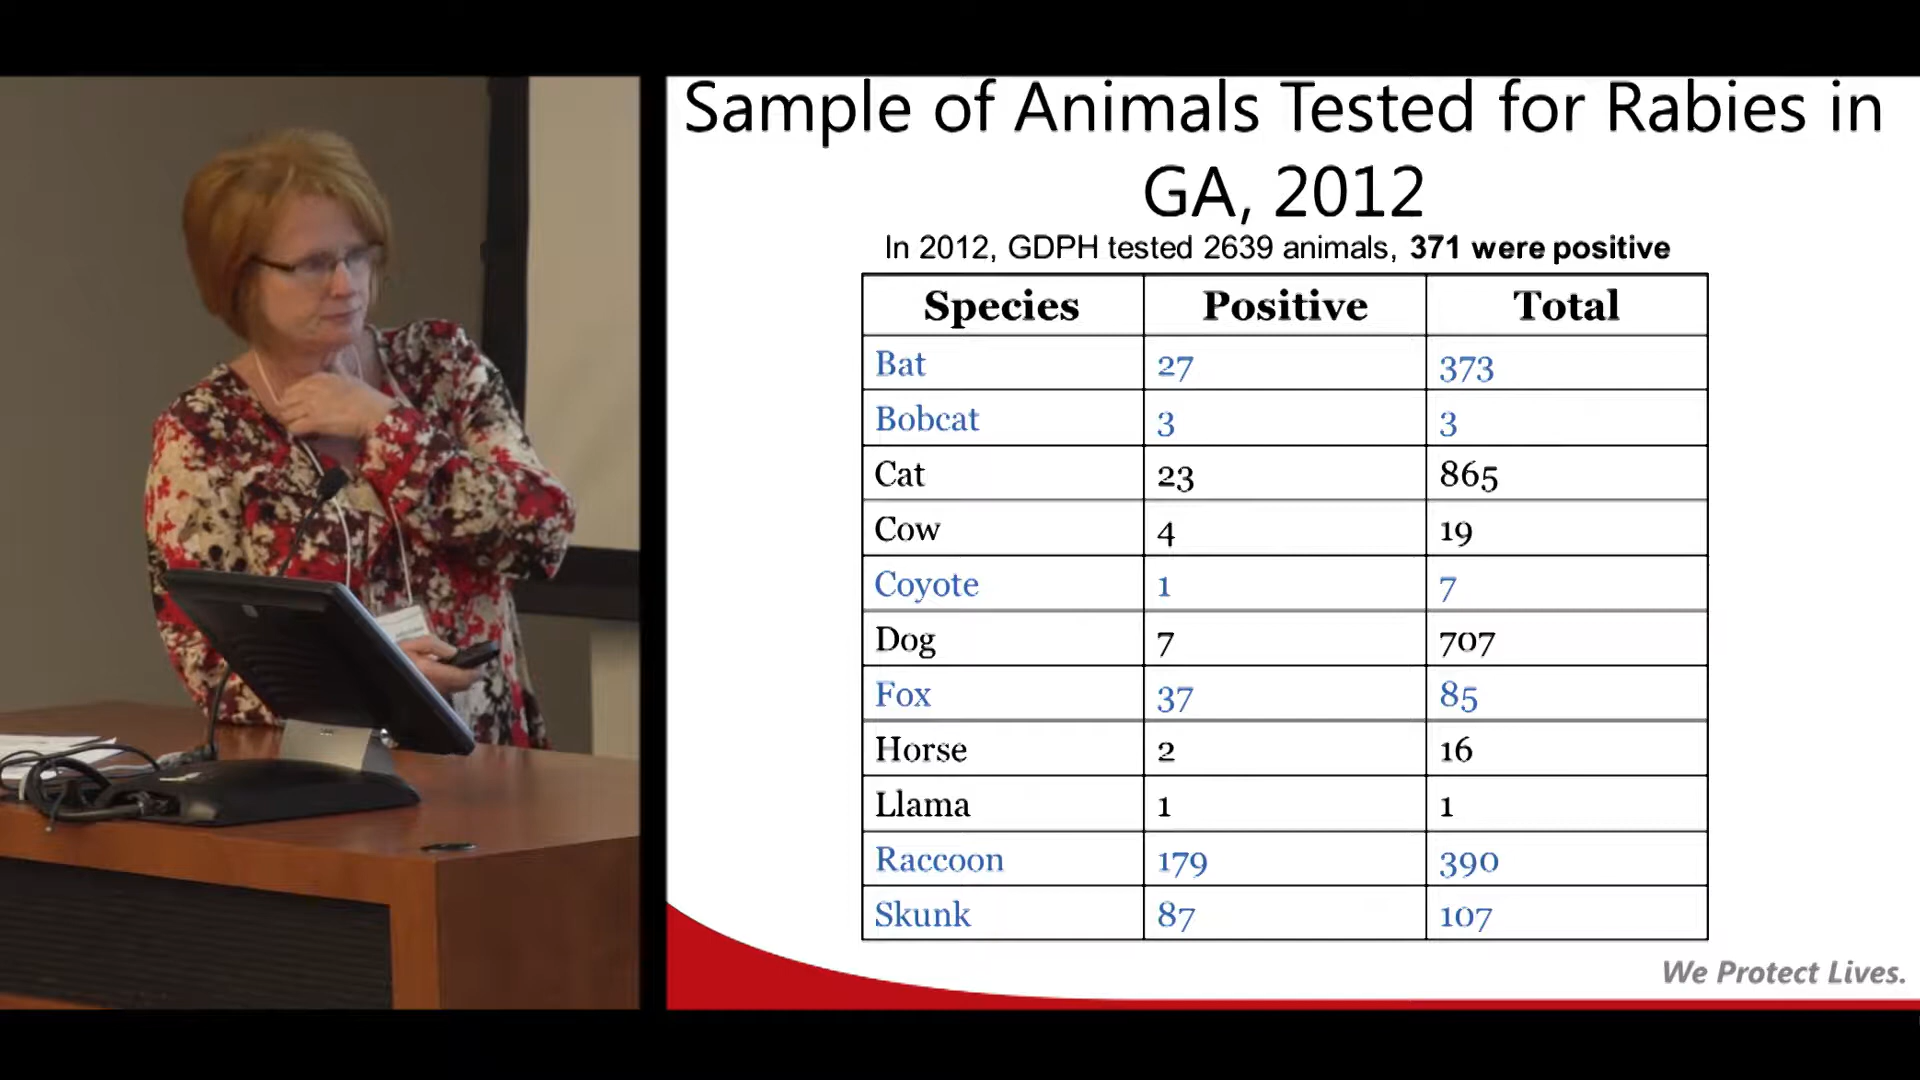 Sample of Animals Tested for Rabies in
GA, 2012
In 2012, GDPH tested 2639 animals, 371 were positive
Species Positive Total
Bat 27 373
Bobcat 3 3
Cat 23 865
Cow 4 19
Coyote 1 7
Dog 7 707
Fox 37 85
Horse 2 16
Llama 1 1
Raccoon 179 390
Skunk 87 107
We Protect Lives.